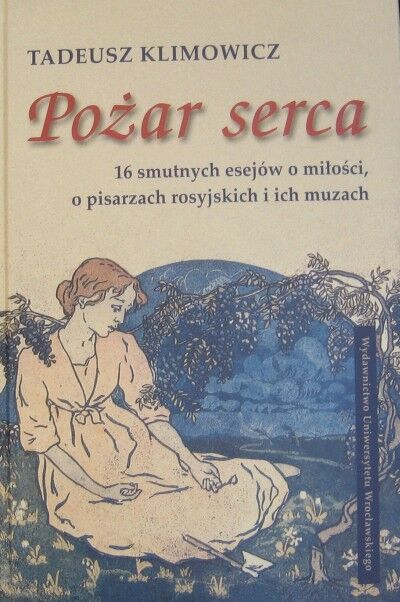 TADEUSZ KLIMOWICZ
Pożar serca
16 smutnych esejów o miłości,
o pisarzach rosyjskich i ich muzach
Wydawnictwo Uniwersytetu Wrocławskiego